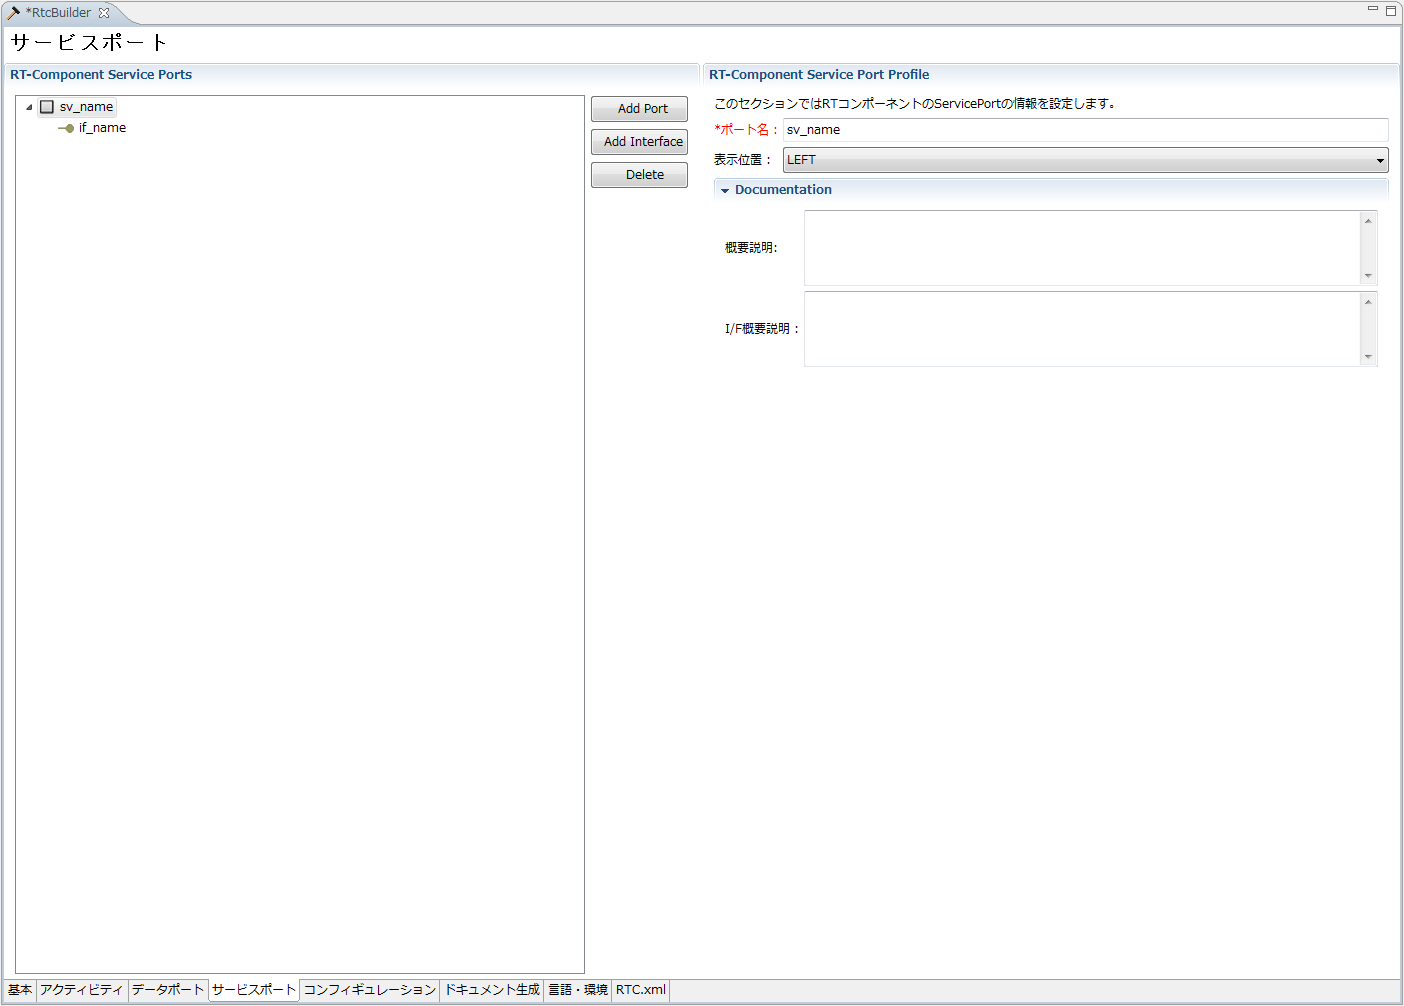 *RtcBuilder
サービスポート
RT-Component Service Ports
sv_name
if_name
Add Port
Add Interface
Delete
RT-Component Service Port Profile
このセクションではRTコンポーネントのServicePortの情報を設定します。
*ポート名： sv_name
表示位置： LEFT
Documentation
概要説明:
I/F概要説明：
基本 アクティビティ データポート サービスポート コンフィギュレーション ドキュメント生成 言語・環境 RTC.xml